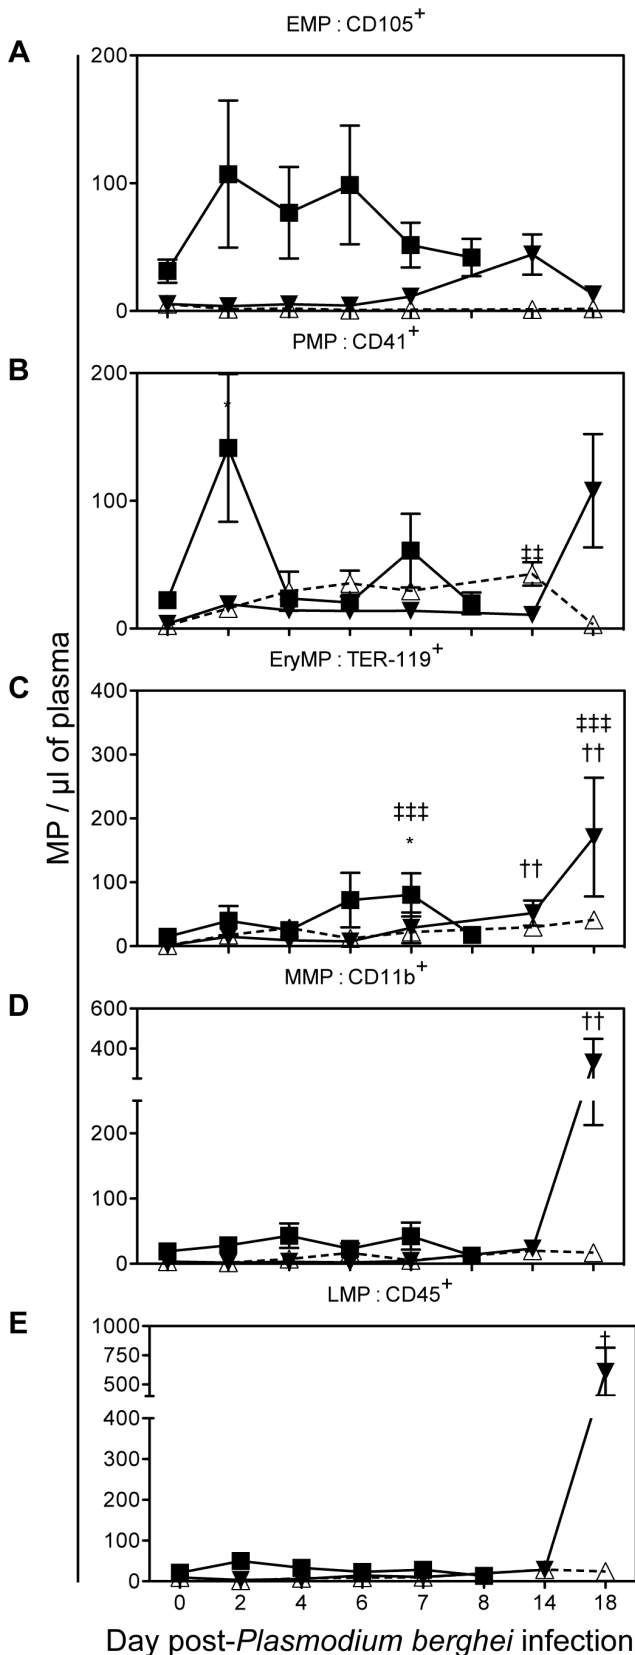 EMP : CD105+
A
200
100
0
PMP : CD41+
B
200
*
100
‡‡
0
EryMP : TER-119+
C
400
300
‡‡‡
††
200
‡‡‡
*
††
100
0
MMP : CD11b+
D
600
††
400
200
100
0
LMP : CD45+
E
1000
†
750
500
400
300
200
100
0
0 2 4 6 7 8 14 18
MP / µl of plasma
Day post-Plasmodium berghei infection